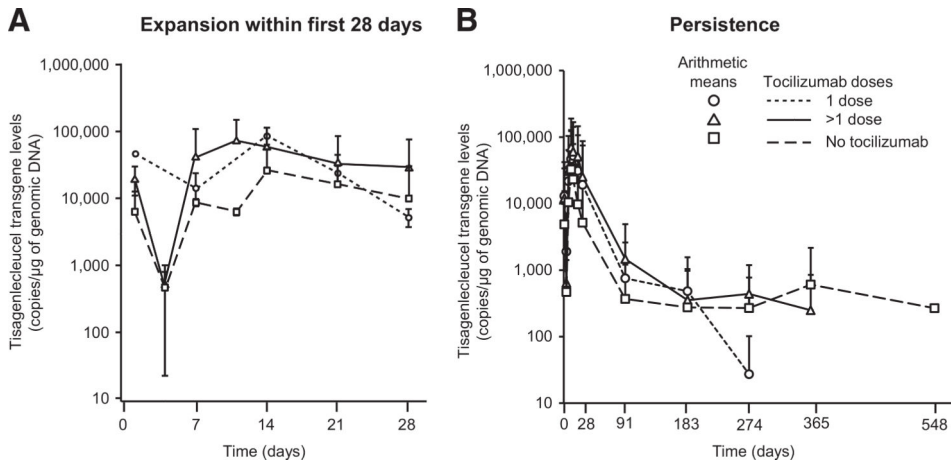 A
Expansion within first 28 days
Tisagenlecleucel transgene levels
(copies/µg of genomic DNA)
1,000,000
100,000
10,000
1,000
100
10
0
7
14
21
28
Time (days)
B
Persistence
Tisagenlecleucel transgene levels
(copies/µg of genomic DNA)
1,000,000
100,000
10,000
1,000
100
10
Arithmetic
means
Tocilizumab doses
1 dose
>1 dose
No tocilizumab
0
28
91
183
274
365
548
Time (days)